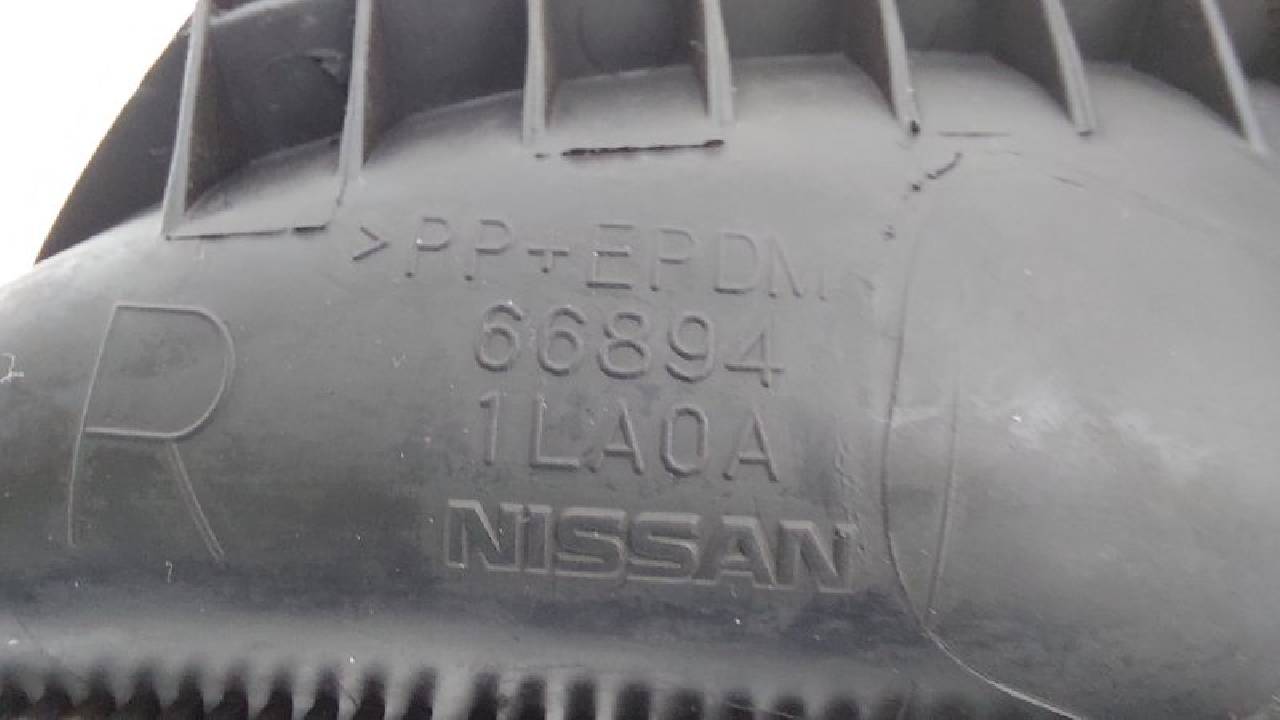 >PP+EPDM<
R
66894
1LA0A
NISSAN